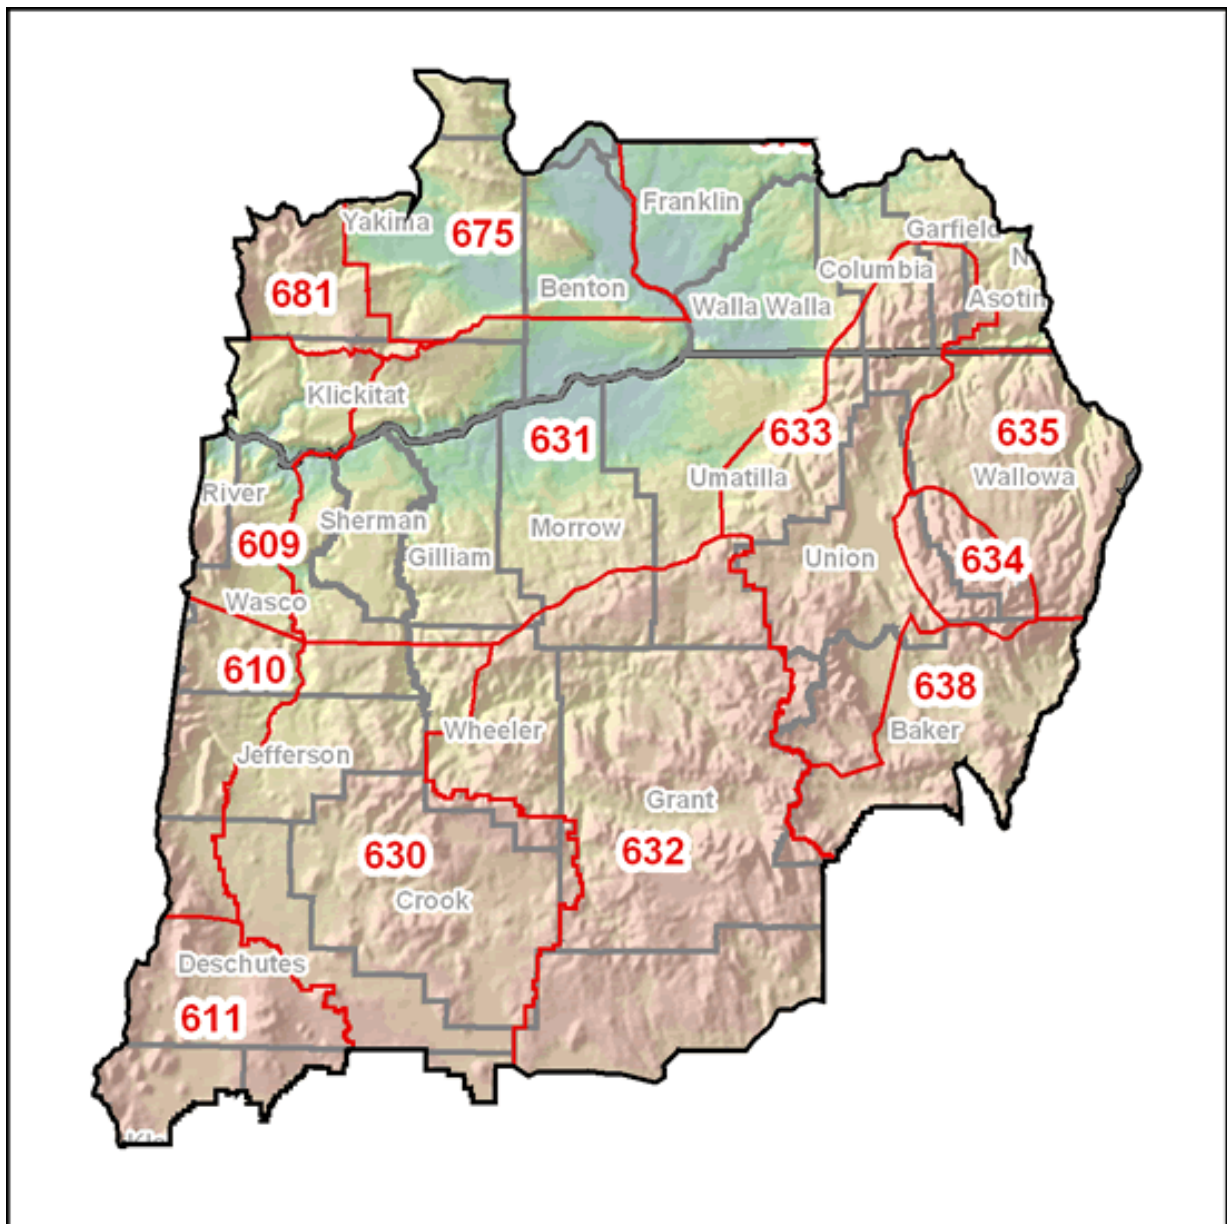 Franklin
Yakima
675
Garfield
Columbia
Benton
681
Asotin
Walla Walla
Klickitat
631
633
635
Umatilla
Wallowa
River
Sherman
Morrow
609
Gilliam
Union
634
Wasco
610
638
Wheeler
Baker
Jefferson
Grant
630
632
Crook
Deschutes
611